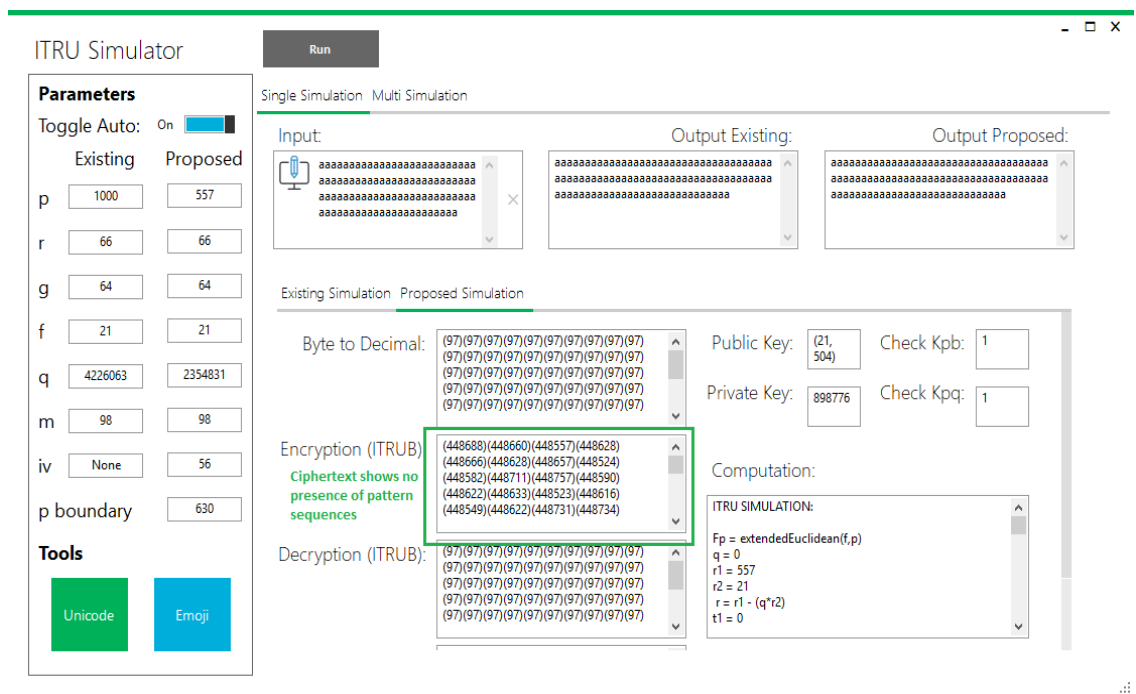 ITRU Simulator
Run
Parameters
Toggle Auto: On
Existing Proposed
p 1000 557
r 66 66
g 64 64
f 21 21
q 4226063 2354831
m 98 98
iv None 56
p boundary 630
Tools
Unicode Emoji
Single Simulation Multi Simulation
Input:
aaaaaaaaaaaaaaaaaaaaaaaaaa
aaaaaaaaaaaaaaaaaaaaaaaaaa
aaaaaaaaaaaaaaaaaaaaaaaaaa
aaaaaaaaaaaaaaaaaaaaaaa
Output Existing:
aaaaaaaaaaaaaaaaaaaaaaaaaaaaaaaaaaaa
aaaaaaaaaaaaaaaaaaaaaaaaaaaaaaaaaaaa
aaaaaaaaaaaaaaaaaaaaaaaaaaaaa
Output Proposed:
aaaaaaaaaaaaaaaaaaaaaaaaaaaaaaaaaaaa
aaaaaaaaaaaaaaaaaaaaaaaaaaaaaaaaaaaa
aaaaaaaaaaaaaaaaaaaaaaaaaaaaa
Existing Simulation Proposed Simulation
Byte to Decimal:
(97)(97)(97)(97)(97)(97)(97)(97)(97)(97)
(97)(97)(97)(97)(97)(97)(97)(97)(97)(97)
(97)(97)(97)(97)(97)(97)(97)(97)(97)(97)
(97)(97)(97)(97)(97)(97)(97)(97)(97)(97)
(97)(97)(97)(97)(97)(97)(97)(97)(97)(97)
Encryption (ITRUB)
Ciphertext shows no
presence of pattern
sequences
(448688)(448660)(448557)(448628)
(448666)(448628)(448657)(448524)
(448582)(448711)(448757)(448590)
(448622)(448633)(448523)(448616)
(448549)(448622)(448731)(448734)
Decryption (ITRUB):
(97)(97)(97)(97)(97)(97)(97)(97)(97)(97)
(97)(97)(97)(97)(97)(97)(97)(97)(97)(97)
(97)(97)(97)(97)(97)(97)(97)(97)(97)(97)
(97)(97)(97)(97)(97)(97)(97)(97)(97)(97)
(97)(97)(97)(97)(97)(97)(97)(97)(97)(97)
Public Key: (21,
504)
Check Kpb: 1
Private Key: 898776
Check Kpq: 1
Computation:
ITRU SIMULATION:
Fp = extendedEuclidean(f,p)
q = 0
r1 = 557
r2 = 21
r = r1 - (q*r2)
t1 = 0